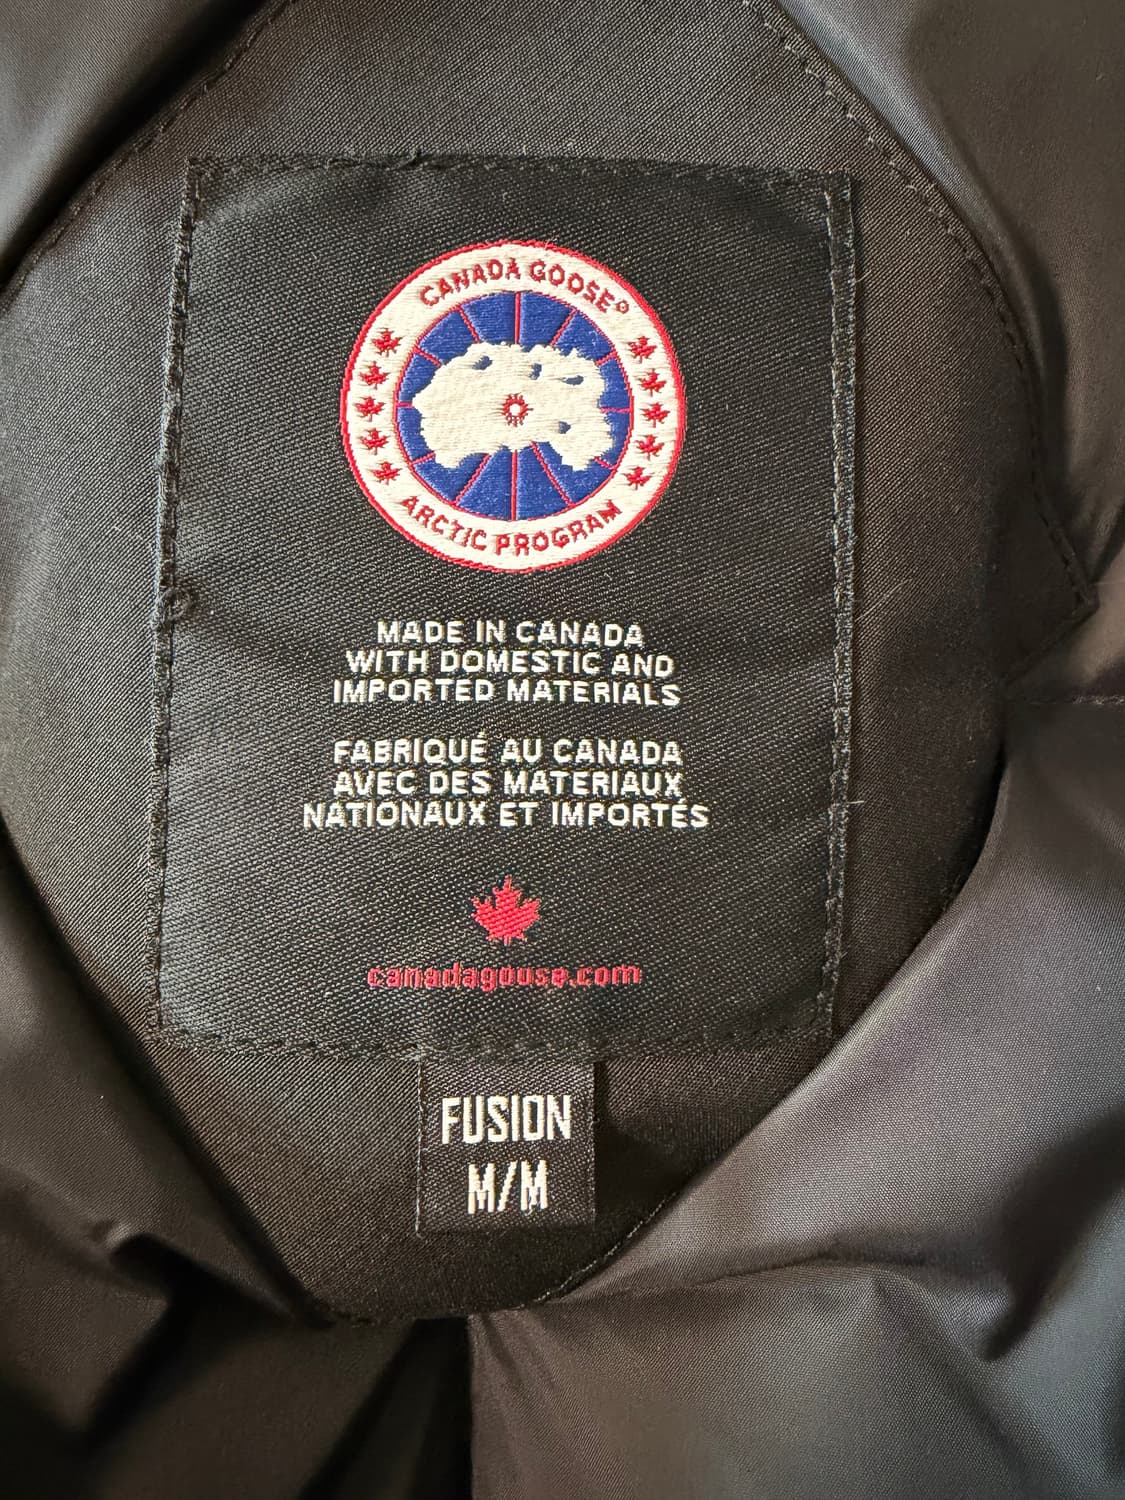 CANADA GOOSE®
ARCTIC PROGRAM
MADE IN CANADA
WITH DOMESTIC AND
IMPORTED MATERIALS
FABRIQUÉ AU CANADA
AVEC DES MATERIAUX
NATIONAUX ET IMPORTÉS
canadagouse.com
FUSION
M/M